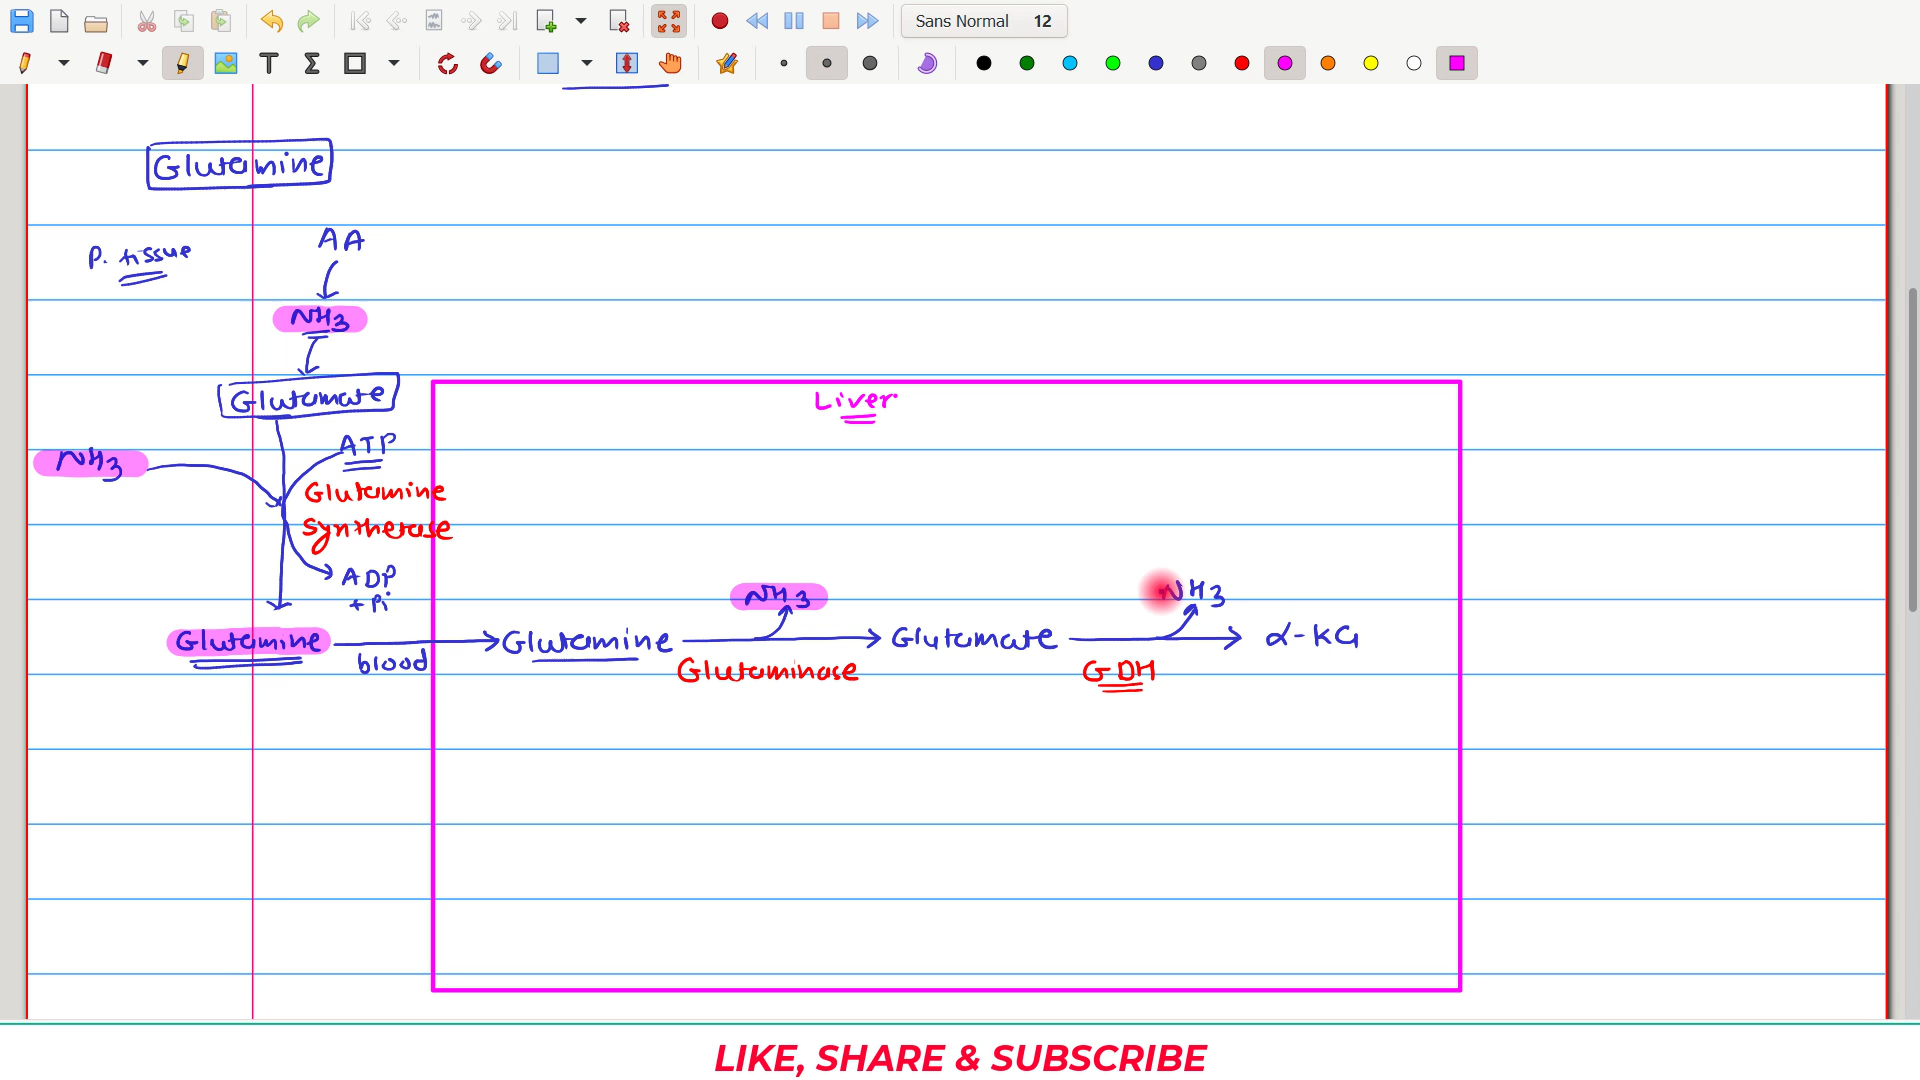 Sans Normal 12
Glutamine
P. tissue
AA
NH3
Glutamate
Liver
ATP
NH3
Glutamine
Synthetase
ADP
+ Pi
NH3
NH3
Glutamine
blood
Glutamine
Glutaminase
Glutamate
GDH
α-KG
LIKE, SHARE & SUBSCRIBE